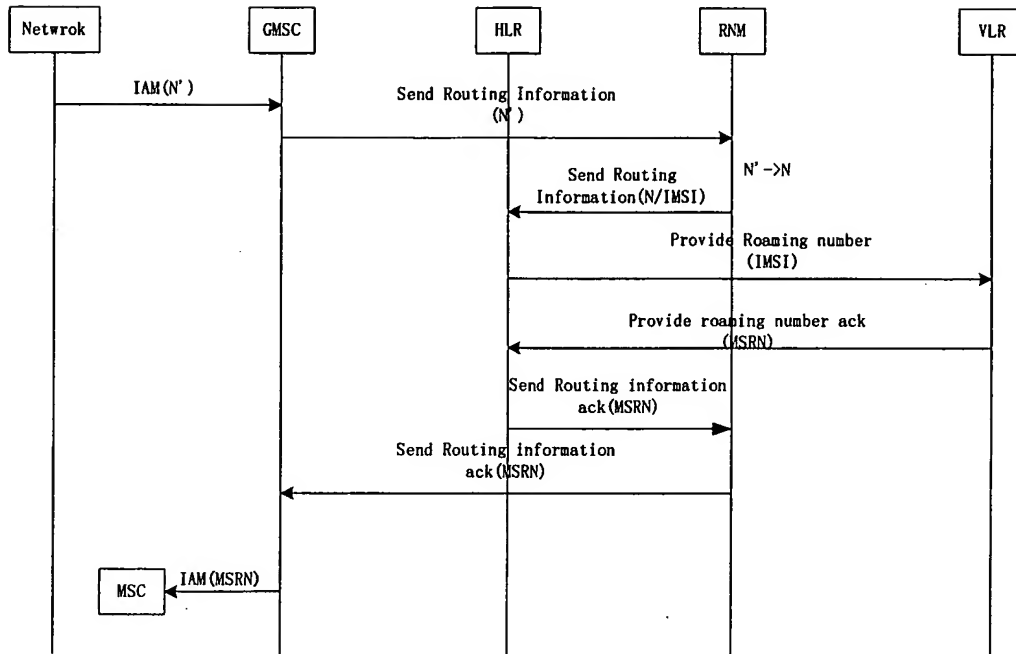 Netwrok
GMSC
HLR
RNM
VLR
IAM(N')
Send Routing Information
(N')
N'->N
Send Routing
Information(N/IMSI)
Provide Roaming number
(IMSI)
Provide roaming number ack
(MSRN)
Send Routing information
ack(MSRN)
Send Routing information
ack(MSRN)
MSC
IAM(MSRN)